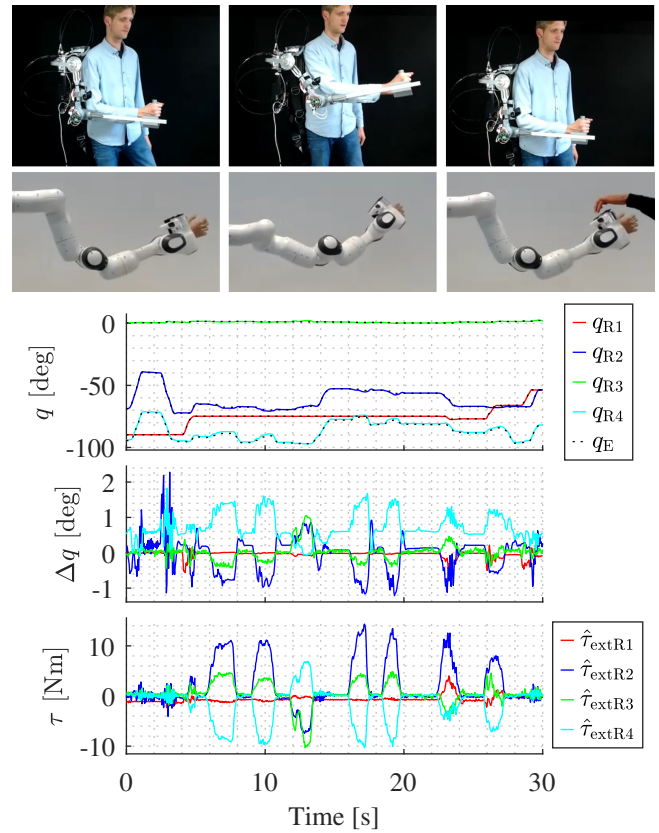 0
-50
-100
q [deg]
q_R1
q_R2
q_R3
q_R4
q_E
2
1
0
-1
Δq [deg]
10
0
-10
τ [Nm]
τ̂_extR1
τ̂_extR2
τ̂_extR3
τ̂_extR4
0 10 20 30
Time [s]